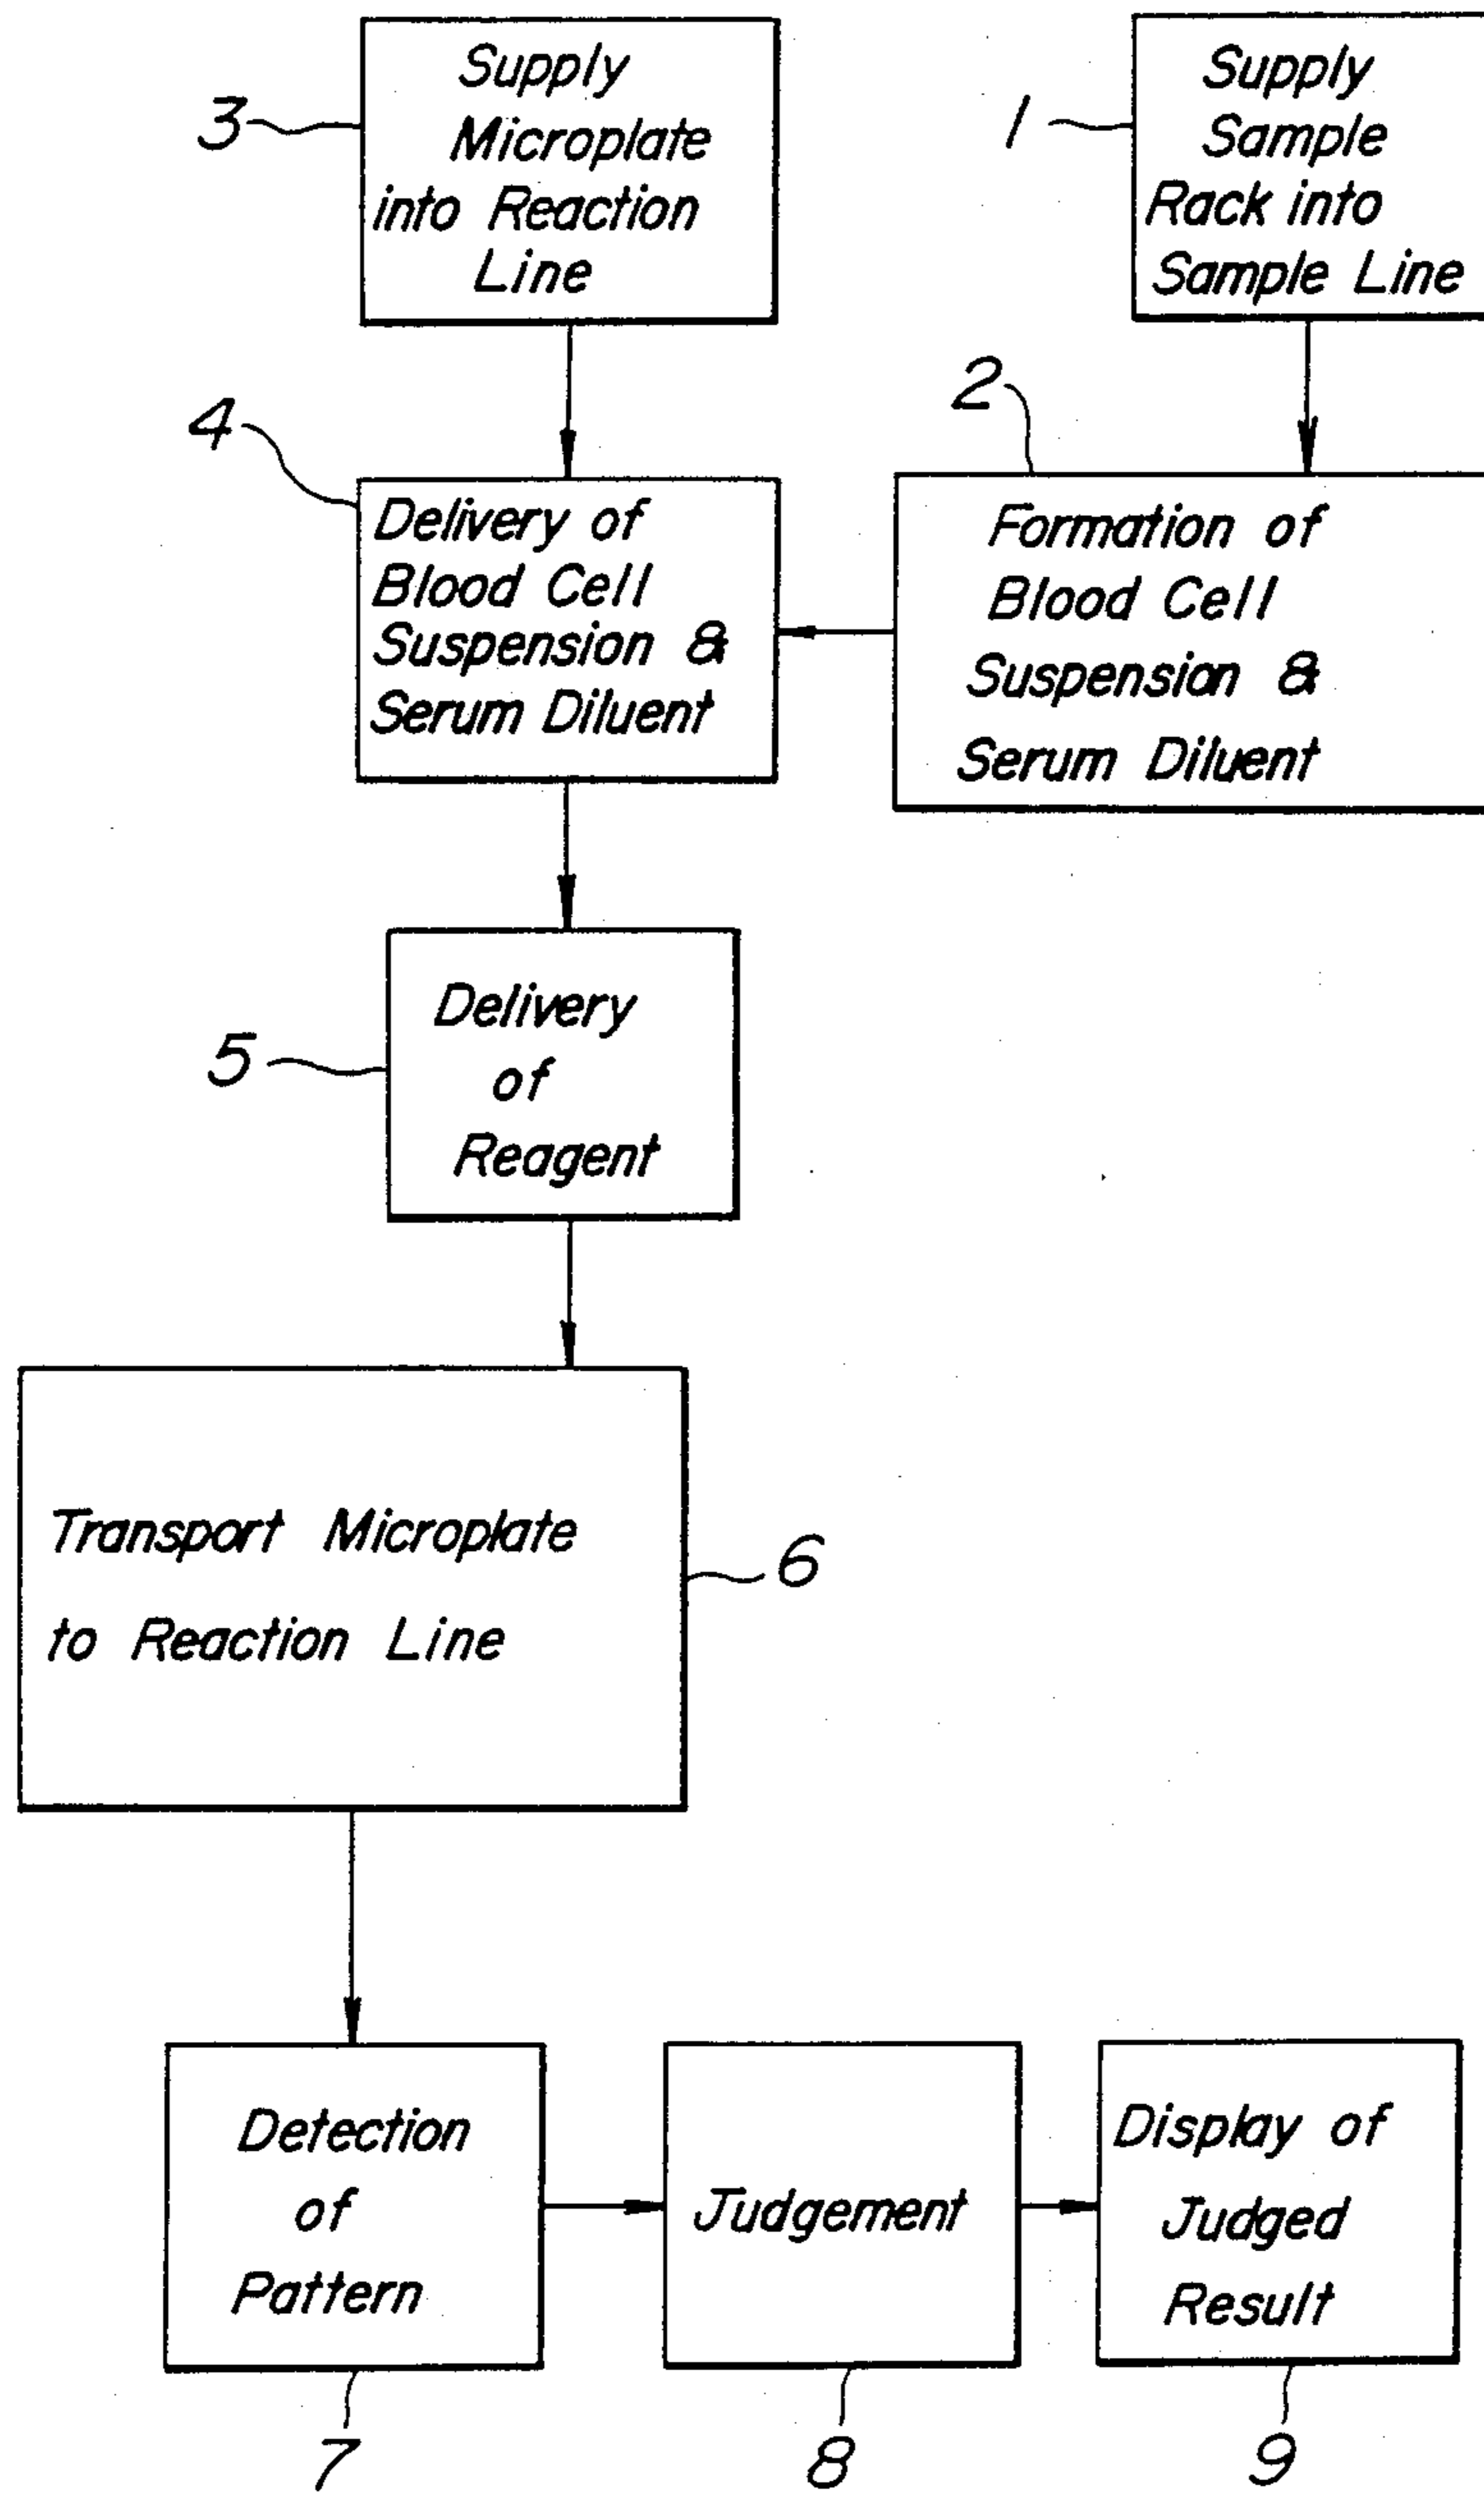 3
Supply
Microplate
into Reaction
Line
1
Supply
Sample
Rack into
Sample Line
4
Delivery of
Blood Cell
Suspension &
Serum Diluent
2
Formation of
Blood Cell
Suspension &
Serum Diluent
5
Delivery
of
Reagent
Transport Microplate
to Reaction Line
6
Detection
of
Pattern
7
Judgement
8
Display of
Judged
Result
9